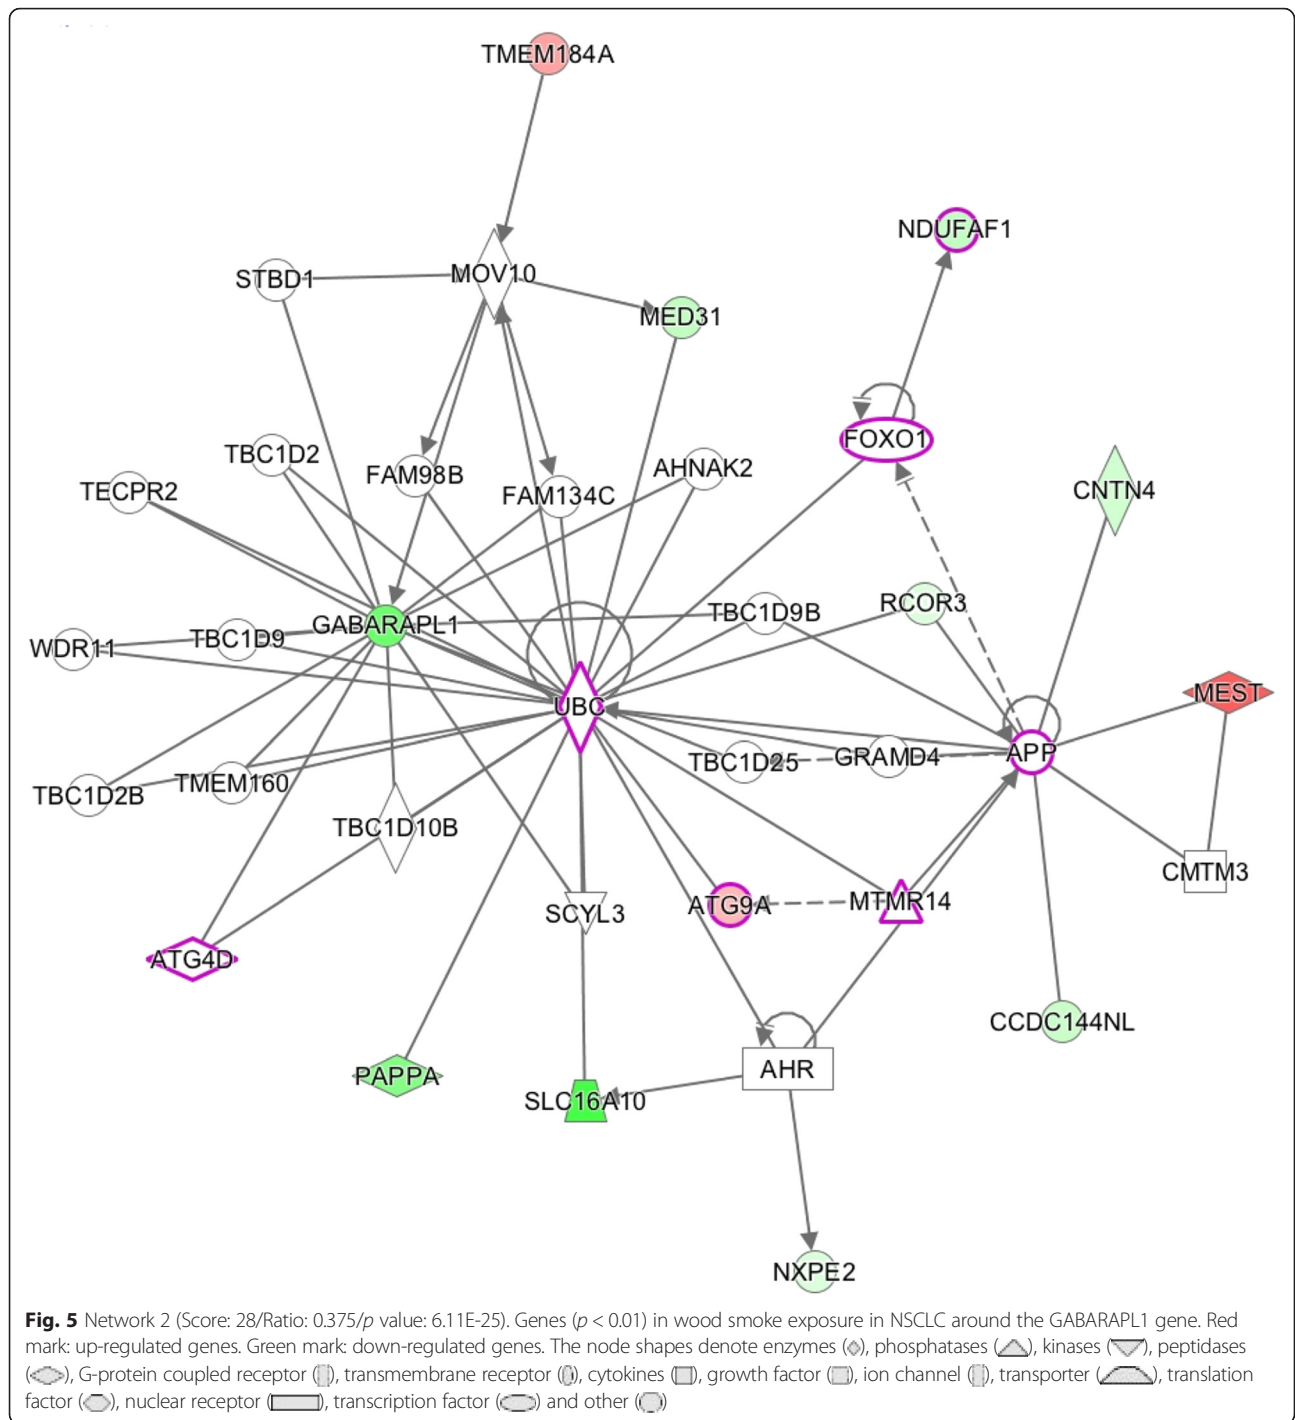 TMEM184A
NDUFAF1
STBD1
MOV10
MED31
FOXO1
TBC1D2
FAM98B
AHNAK2
TECPR2
FAM134C
CNTN4
RCOR3
TBC1D9B
GABARAPL1
TBC1D9
WDR11
MEST
UBC
APP
TBC1D25
GRAMD4
TMEM160
TBC1D2B
TBC1D10B
CMTM3
MTMR14
ATG9A
SCYL3
ATG4D
CCDC144NL
AHR
PAPPA
SLC16A10
NXPE2
Fig. 5 Network 2 (Score: 28/Ratio: 0.375/p value: 6.11E-25). Genes (p < 0.01) in wood smoke exposure in NSCLC around the GABARAPL1 gene. Red
mark: up-regulated genes. Green mark: down-regulated genes. The node shapes denote enzymes (), phosphatases (), kinases (), peptidases
(), G-protein coupled receptor (), transmembrane receptor (), cytokines (), growth factor (), ion channel (), transporter (), translation
factor (), nuclear receptor (), transcription factor () and other ()